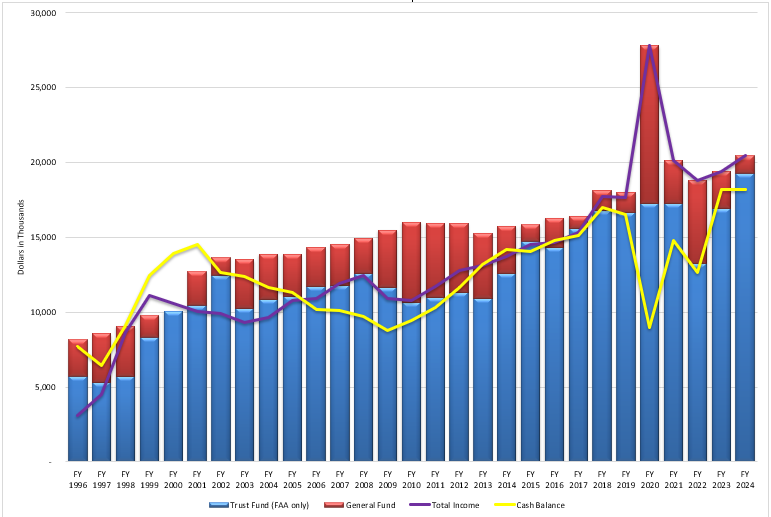 30,000
25,000
20,000
15,000
10,000
5,000
-
Dollars in Thousands
FY 1996
FY 1997
FY 1998
FY 1999
FY 2000
FY 2001
FY 2002
FY 2003
FY 2004
FY 2005
FY 2006
FY 2007
FY 2008
FY 2009
FY 2010
FY 2011
FY 2012
FY 2013
FY 2014
FY 2015
FY 2016
FY 2017
FY 2018
FY 2019
FY 2020
FY 2021
FY 2022
FY 2023
FY 2024
Trust Fund (FAA only) General Fund Total Income Cash Balance